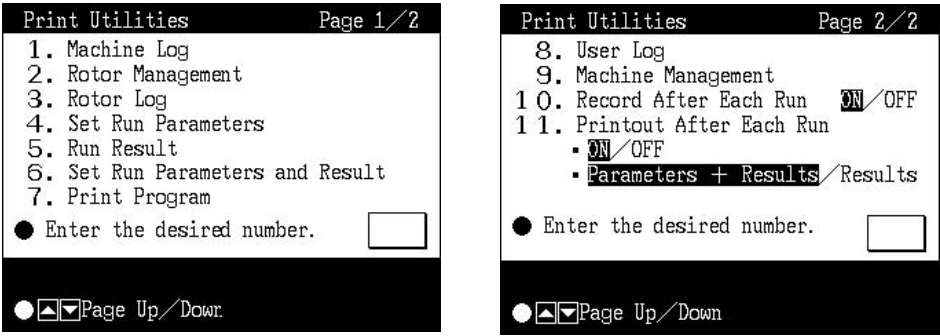 Print Utilities Page 1/2
1. Machine Log
2. Rotor Management
3. Rotor Log
4. Set Run Parameters
5. Run Result
6. Set Run Parameters and Result
7. Print Program
● Enter the desired number.
●▲▼Page Up/Down
Print Utilities Page 2/2
8. User Log
9. Machine Management
10. Record After Each Run ON/OFF
11. Printout After Each Run
▪ ON/OFF
▪ Parameters + Results/Results
● Enter the desired number.
●▲▼Page Up/Down